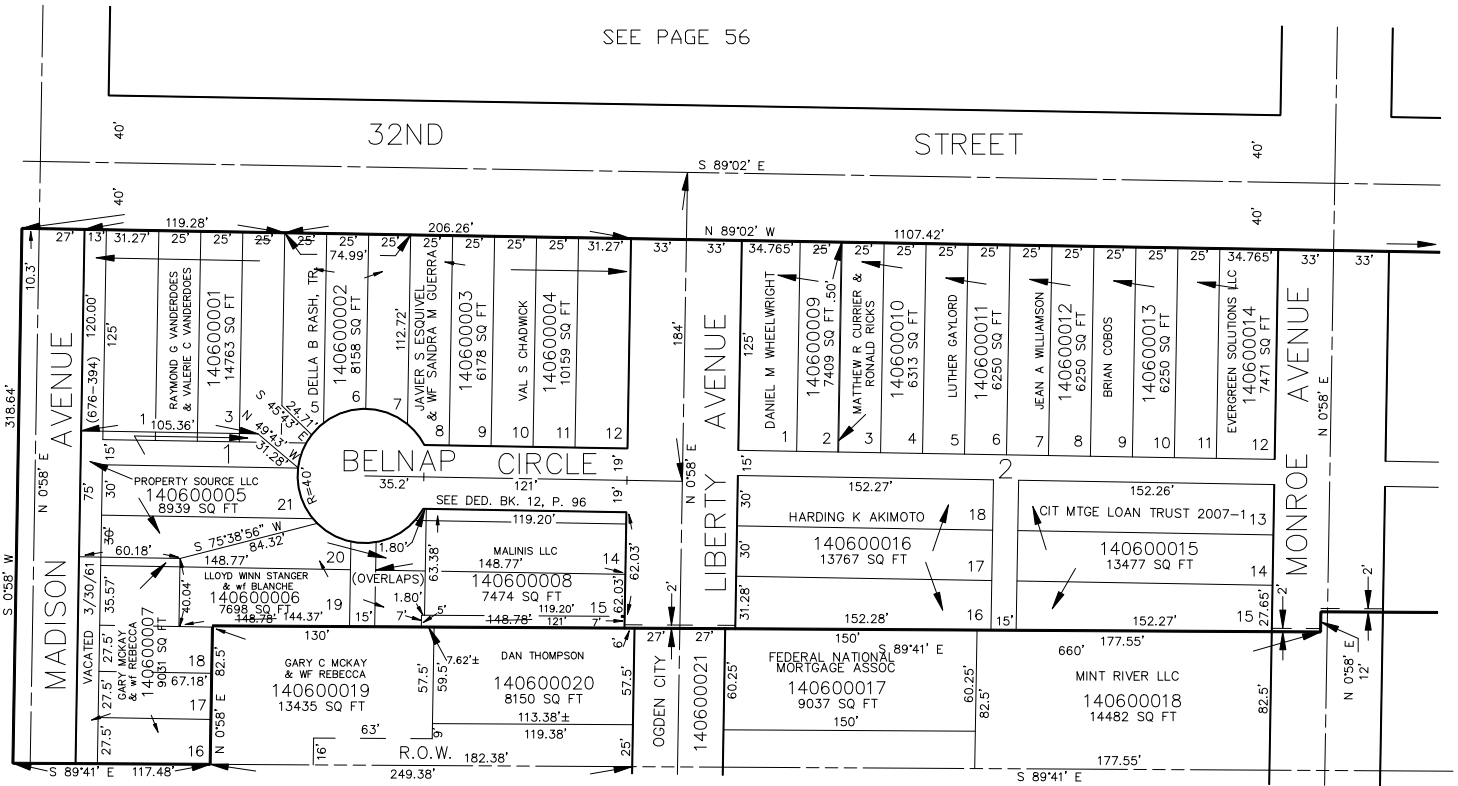 SEE PAGE 56
32ND STREET
40'
40'
40'
40'
S 89°02' E
119.28'
206.26'
N 89°02' W
1107.42'
27'
13'
31.27'
25'
25'
25'
25'
25'
25'
25'
25'
25'
25'
31.27'
33'
33'
34.765'
25'
25'
25'
25'
25'
25'
25'
25'
25'
25'
34.765'
33'
33'
74.99'
10.3'
318.64'
S 0°58' W
N 0°58' E
MADISON AVENUE
(676-394)
120.00'
125'
RAYMOND G VANDERDOES
& VALERIE C VANDERDOES
140600001
14763 SQ FT
1
3
105.36'
1
S 45°43' E
24.71'
N 49°43' W
31.28'
DELLA B RASH, TR
140600002
8158 SQ FT
5
6
7
112.72'
JAVIER S ESQUIVEL
& WF SANDRA M GUERRA
140600003
6178 SQ FT
8
9
VAL S CHADWICK
140600004
10159 SQ FT
10
11
12
184'
LIBERTY AVENUE
N 0°58' E
125'
DANIEL M WHEELWRIGHT
140600009
7409 SQ FT
.50'
1
2
MATTHEW R CURRIER &
RONALD RICKS
140600010
6313 SQ FT
3
4
LUTHER GAYLORD
140600011
6250 SQ FT
5
6
JEAN A WILLIAMSON
140600012
6250 SQ FT
7
8
BRIAN COBOS
140600013
6250 SQ FT
9
10
EVERGREEN SOLUTIONS LLC
140600014
7471 SQ FT
11
12
MONROE AVENUE
N 0°58' E
BELNAP CIRCLE
R=40'
35.2'
121'
19'
19'
SEE DED. BK. 12, P. 96
119.20'
15'
30'
30'
75'
PROPERTY SOURCE LLC
140600005
8939 SQ FT
21
S 75°38'56" W
84.32'
60.18'
148.77'
20
1.80'
(OVERLAPS)
1.80'
VACATED 3/30/61
35.57'
40.04'
LLOYD WINN STANGER
& wf BLANCHE
140600006
7698 SQ FT
19
148.78'
144.37'
15'
7'
63.38'
MALINIS LLC
148.77'
14
140600008
7474 SQ FT
62.03'
62.03'
5'
119.20'
15
148.78'
121'
7'
2
15'
30'
30'
31.28'
152.27'
HARDING K AKIMOTO
18
140600016
13767 SQ FT
17
16
152.28'
15'
152.26'
CIT MTGE LOAN TRUST 2007-1
13
140600015
13477 SQ FT
14
15
152.27'
27.65'
2'
2'
2'
27.5'
27.5'
27.5'
GARY MCKAY
& wf REBECCA
140600007
9031 SQ FT
18
67.18'
17
16
82.5'
N 0°58' E
130'
GARY C MCKAY
& WF REBECCA
140600019
13435 SQ FT
57.5'
59.5'
7.62'±
DAN THOMPSON
140600020
8150 SQ FT
113.38'±
119.38'
57.5'
6'
63'
9'
16'
R.O.W.
182.38'
25'
249.38'
S 89°41' E
117.48'
27'
27'
OGDEN CITY
140600021
60.25'
150'
S 89°41' E
FEDERAL NATIONAL
MORTGAGE ASSOC
140600017
9037 SQ FT
150'
60.25'
82.5'
177.55'
660'
MINT RIVER LLC
140600018
14482 SQ FT
82.5'
177.55'
S 89°41' E
N 0°58' E
12'